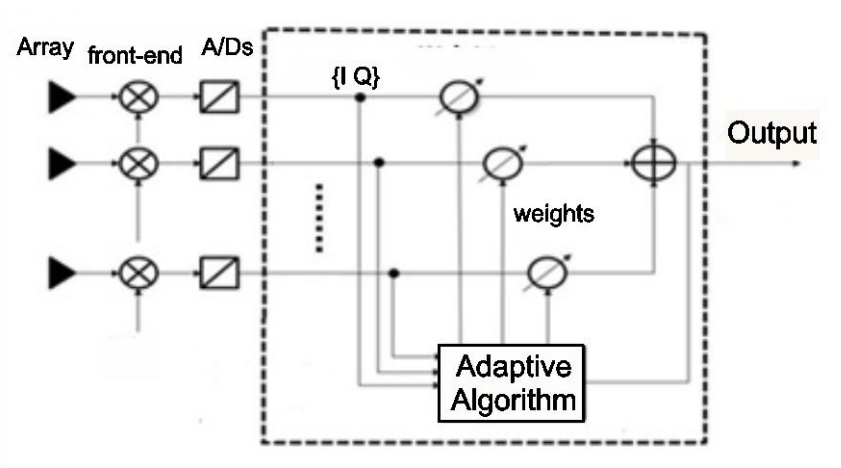 Array
front-end
A/Ds
{I Q}
Output
weights
Adaptive
Algorithm